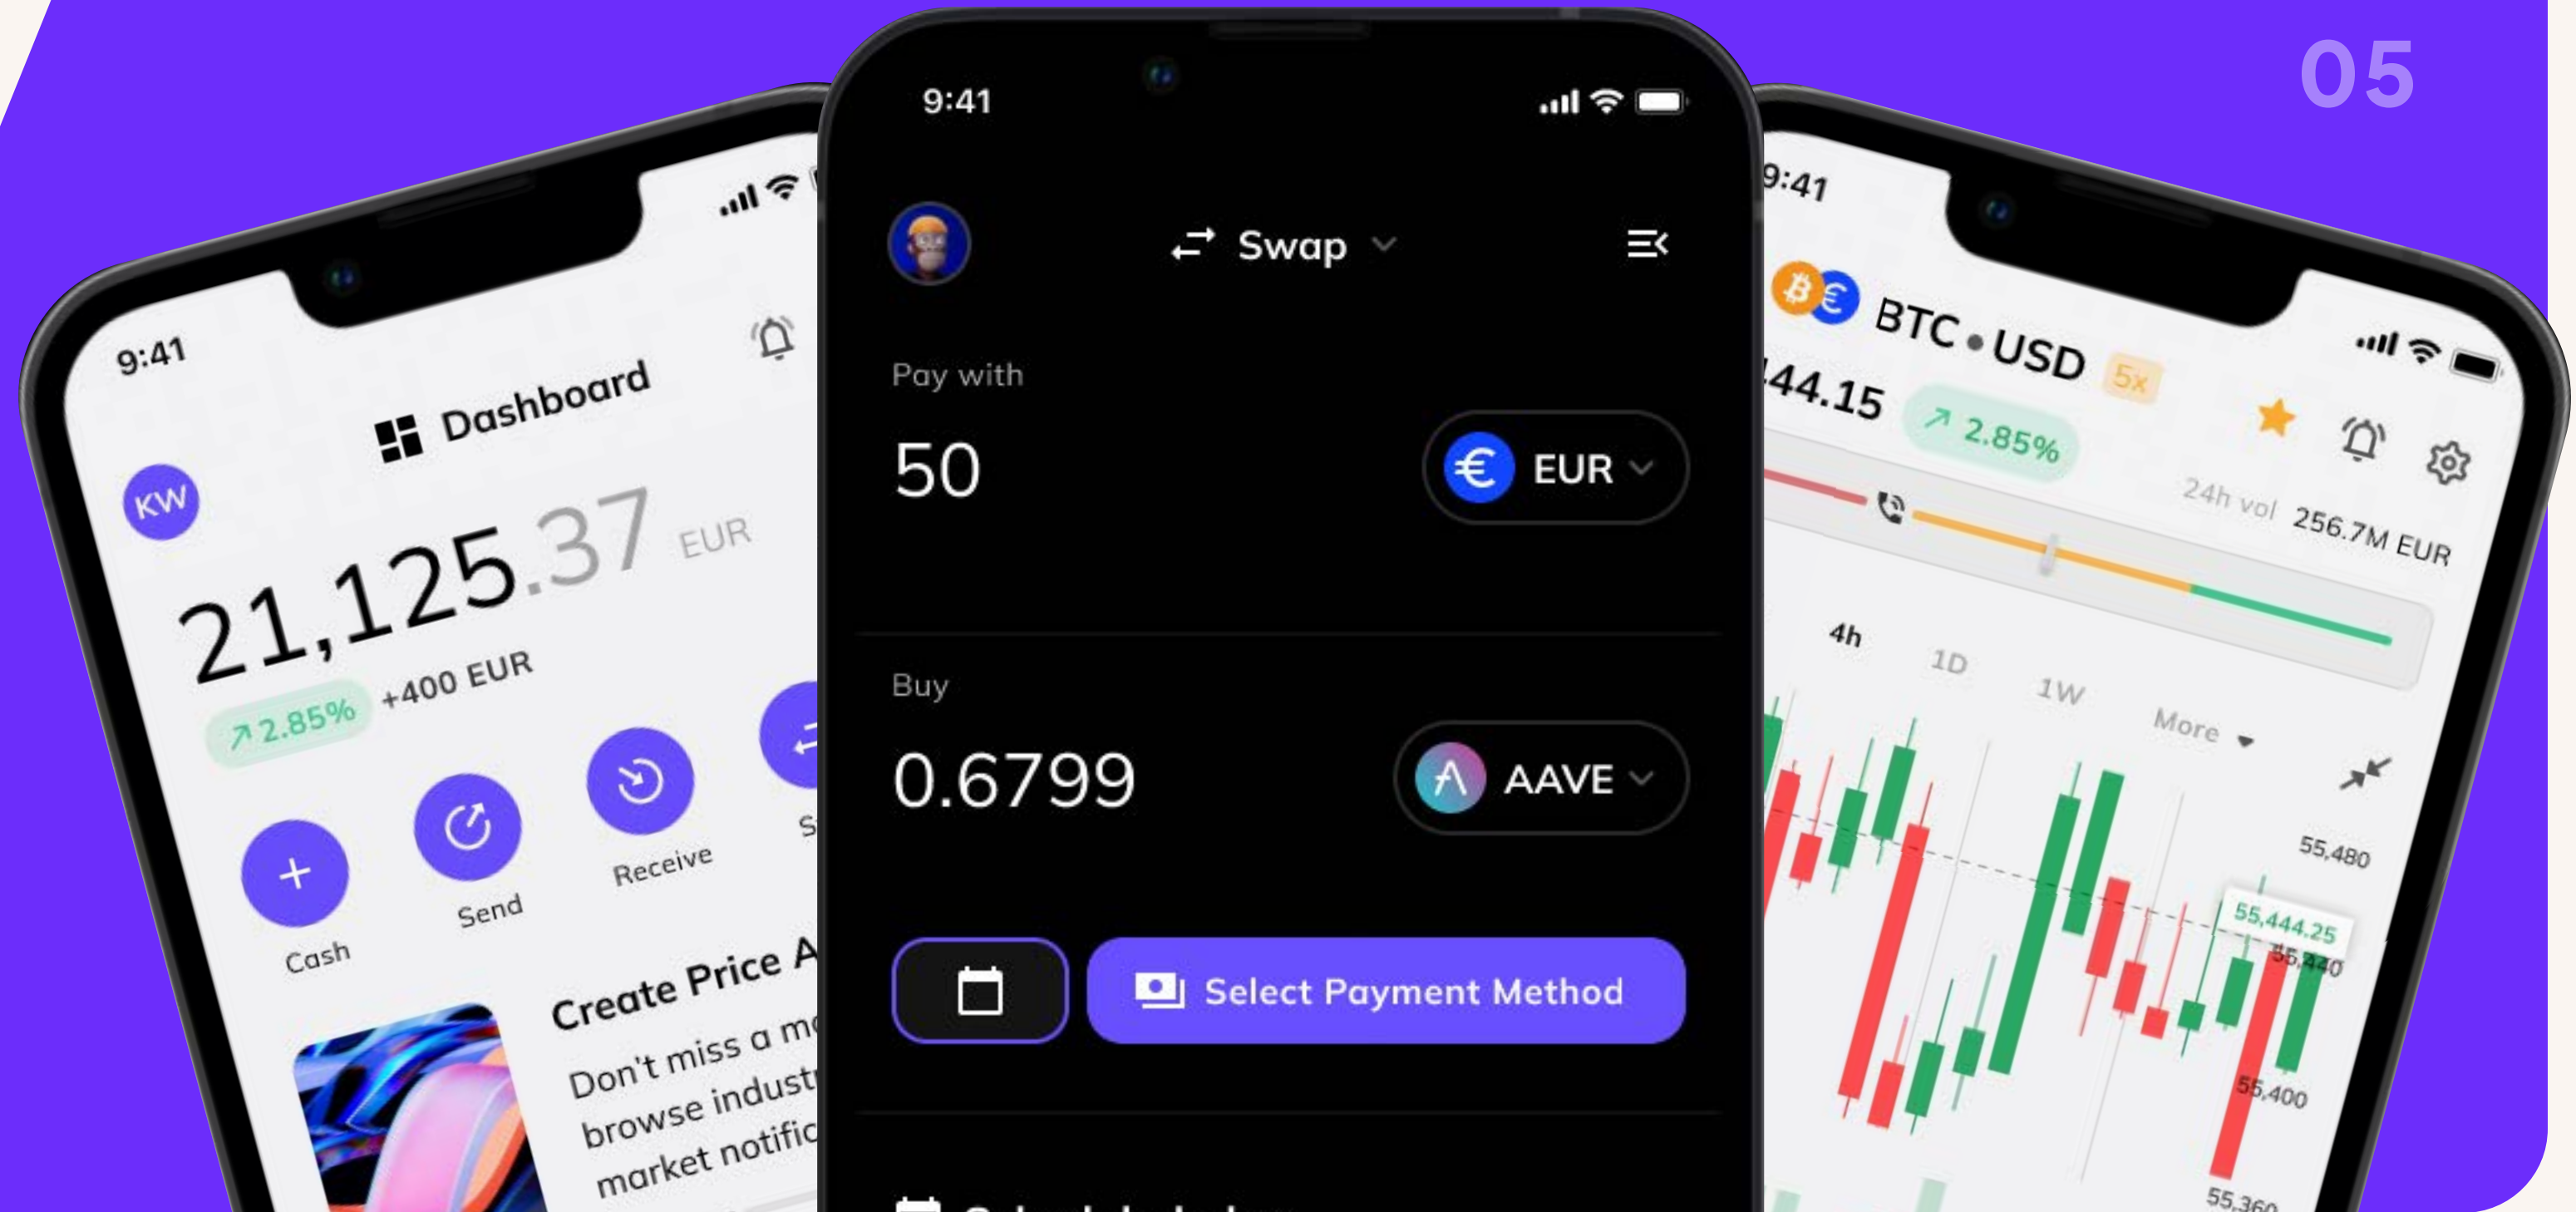 05
9:41
Dashboard
KW
21,125.37 EUR
2.85% +400 EUR
Cash
Send
Receive
Create Price
Don't miss a
browse
market
9:41
Swap
Pay with
50
EUR
Buy
0.6799
AAVE
Select Payment Method
9:41
BTC • USD 5x
44.15 2.85%
24h vol 256.7M EUR
4h 1D 1W More
55,480
55,444.25
55,440
55,400
55,360